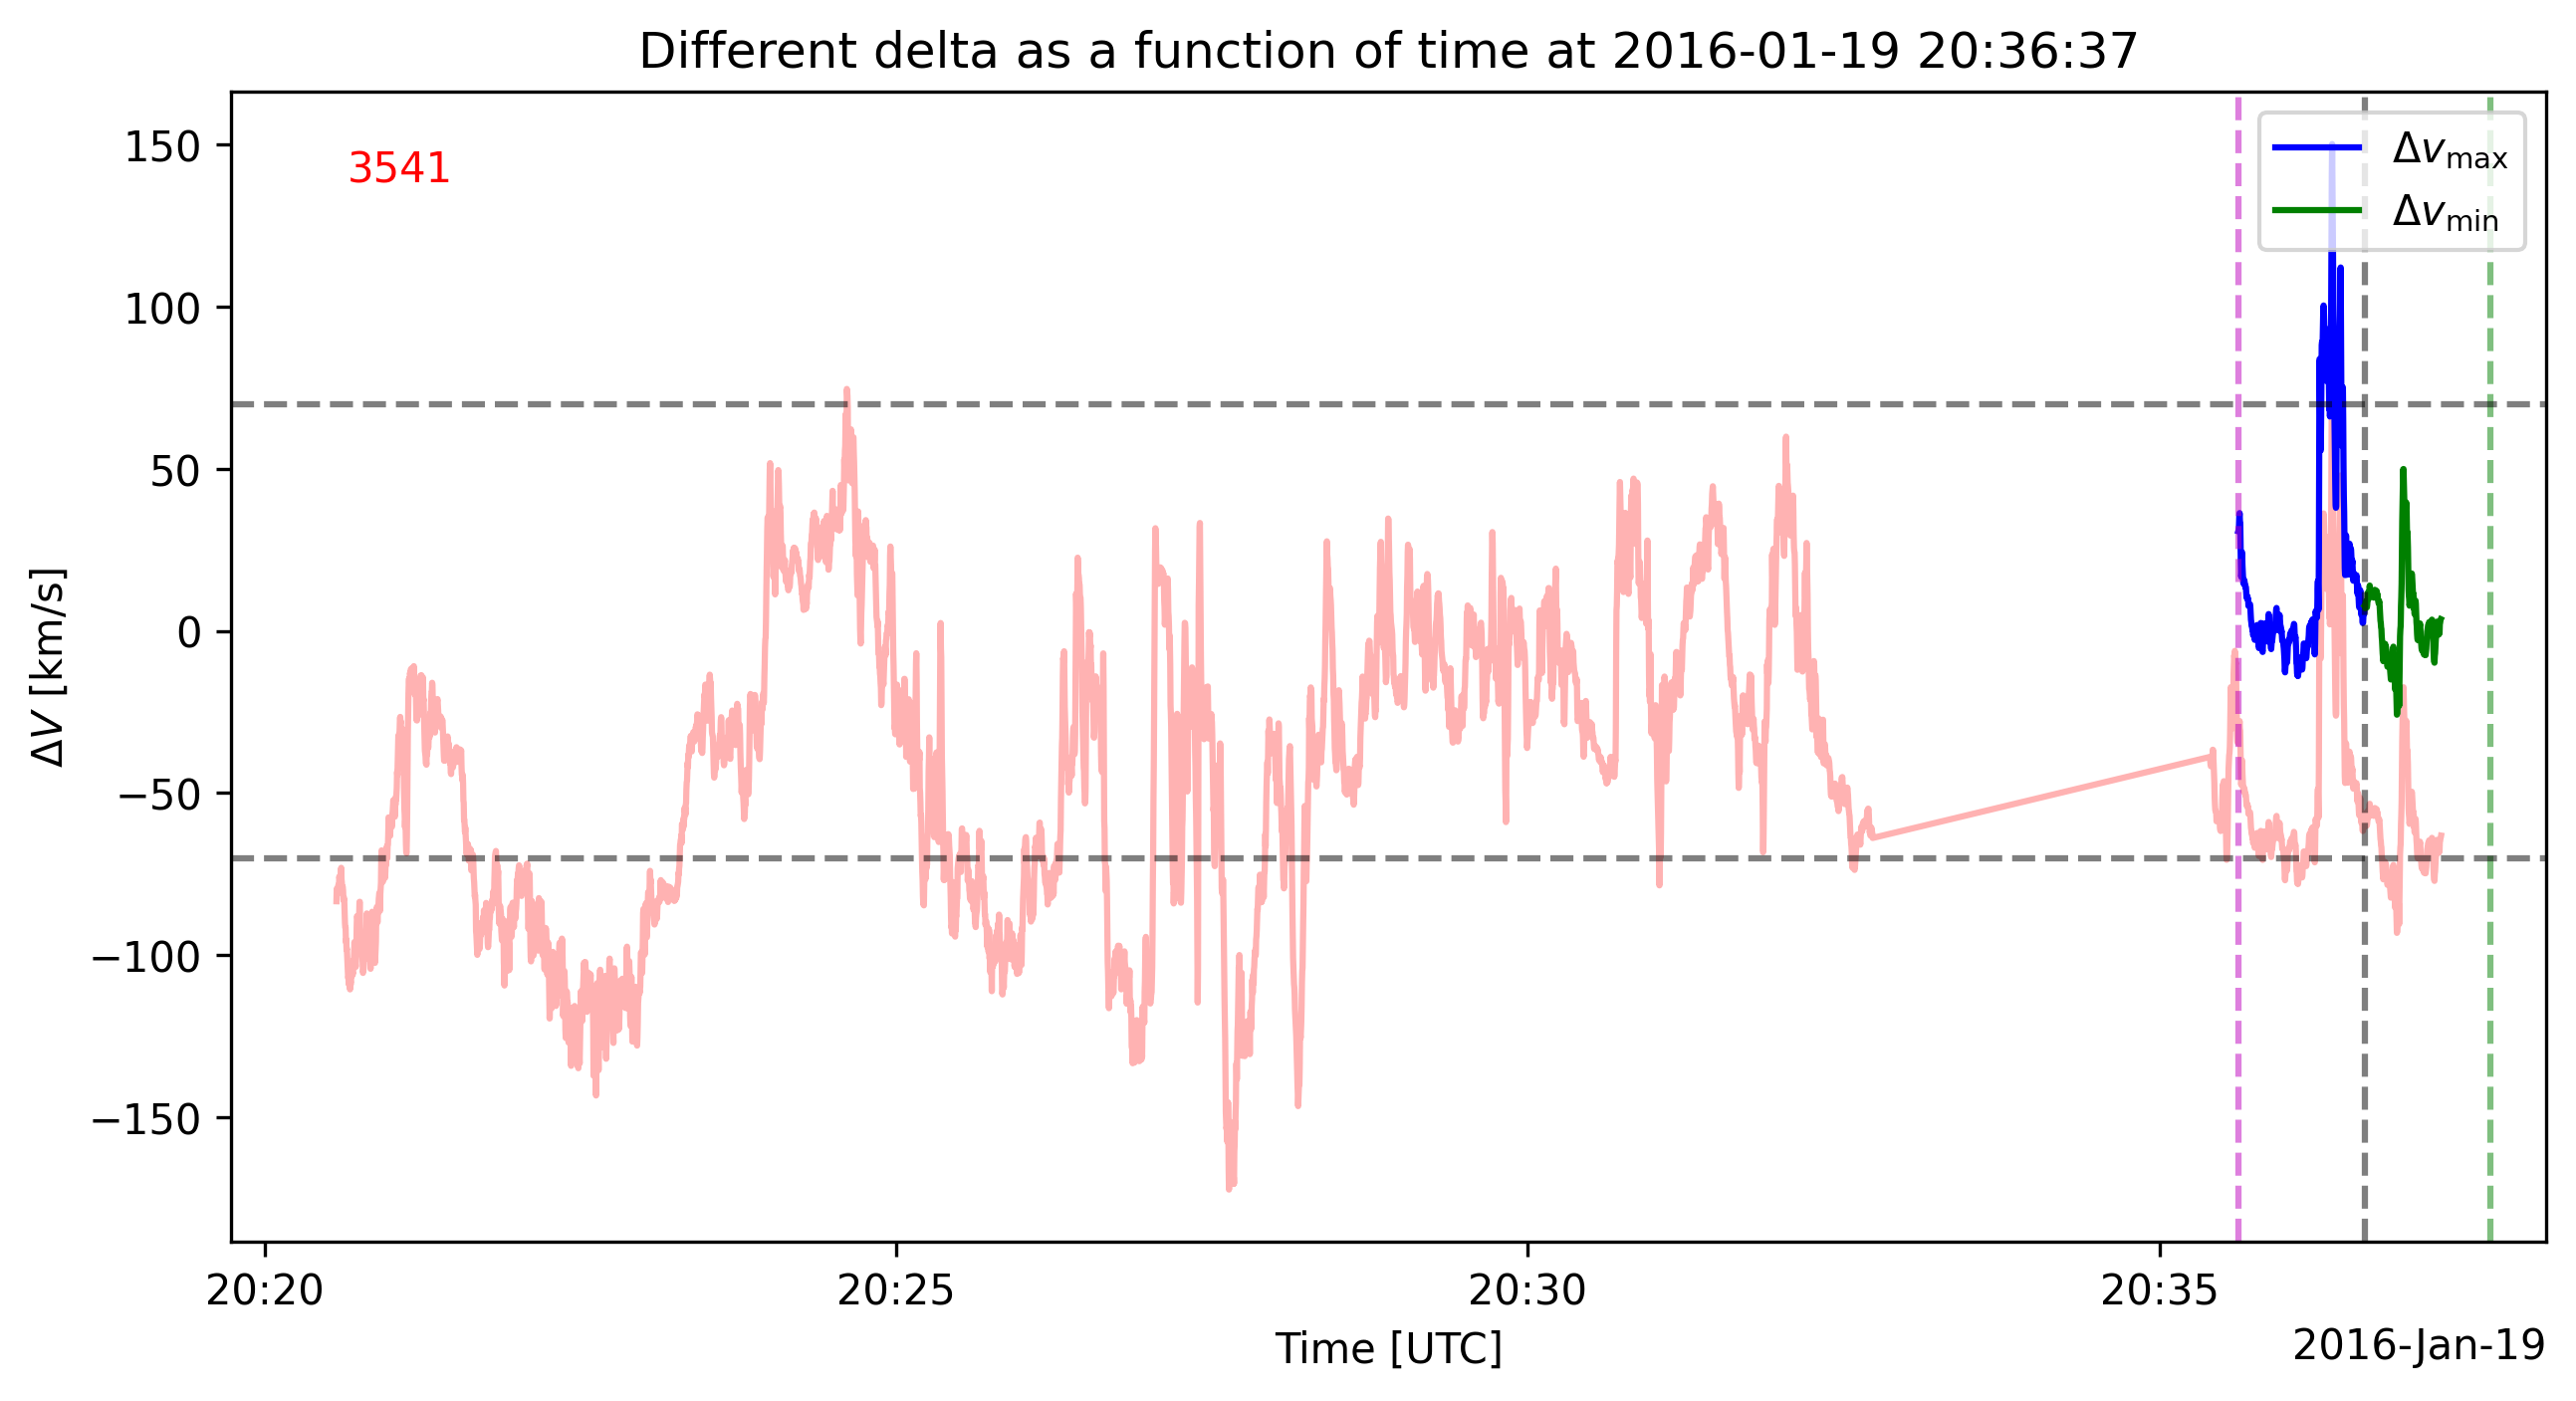 Different delta as a function of time at 2016-01-19 20:36:37
3541
Δvmax
Δvmin
150
100
50
0
−50
−100
−150
ΔV [km/s]
20:20 20:25 20:30 20:35
Time [UTC]
2016-Jan-19